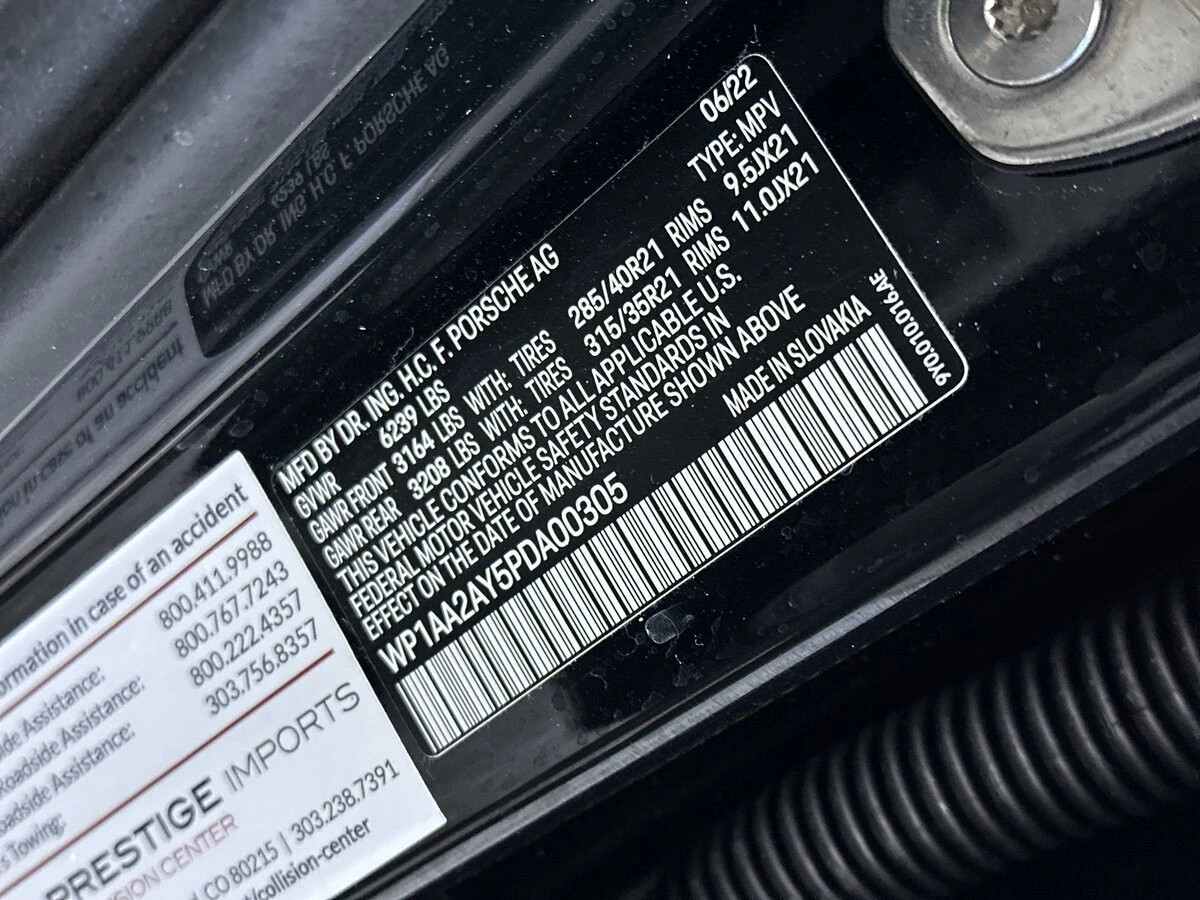 MFD BY DR. ING. H.C. F. PORSCHE AG 06/22
GVWR 6239 LBS TYPE: MPV
GAWR FRONT 3164 LBS WITH: TIRES 285/40R21 RIMS 9.5JX21
GAWR REAR 3208 LBS WITH: TIRES 315/35R21 RIMS 11.0JX21
THIS VEHICLE CONFORMS TO ALL APPLICABLE U.S.
FEDERAL MOTOR VEHICLE SAFETY STANDARDS IN
EFFECT ON THE DATE OF MANUFACTURE SHOWN ABOVE
WP1AA2AY5PDA00305 MADE IN SLOVAKIA
9Y0.010.016.AE
in case of an accident
Assistance: 800.411.9988
Roadside Assistance: 800.767.7243
Assistance: 800.222.4357
Towing: 303.756.8357
PRESTIGE IMPORTS
CENTER
CO 80215 | 303.238.7391
/collision-center